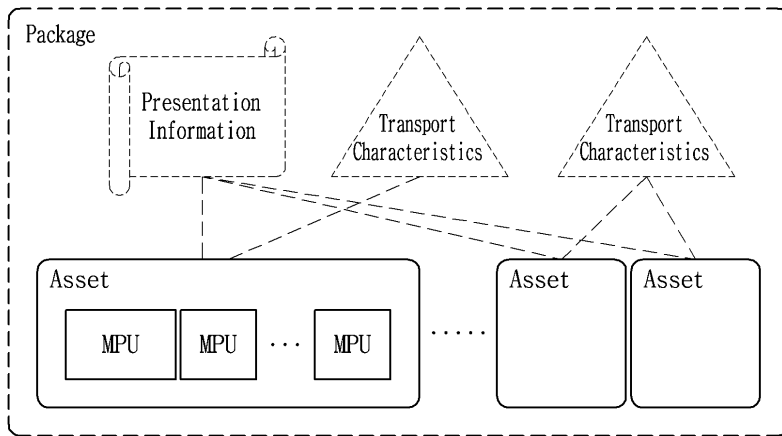 Package
Presentation
Information
Transport
Characteristics
Transport
Characteristics
Asset
MPU
MPU
...
MPU
.....
Asset
Asset